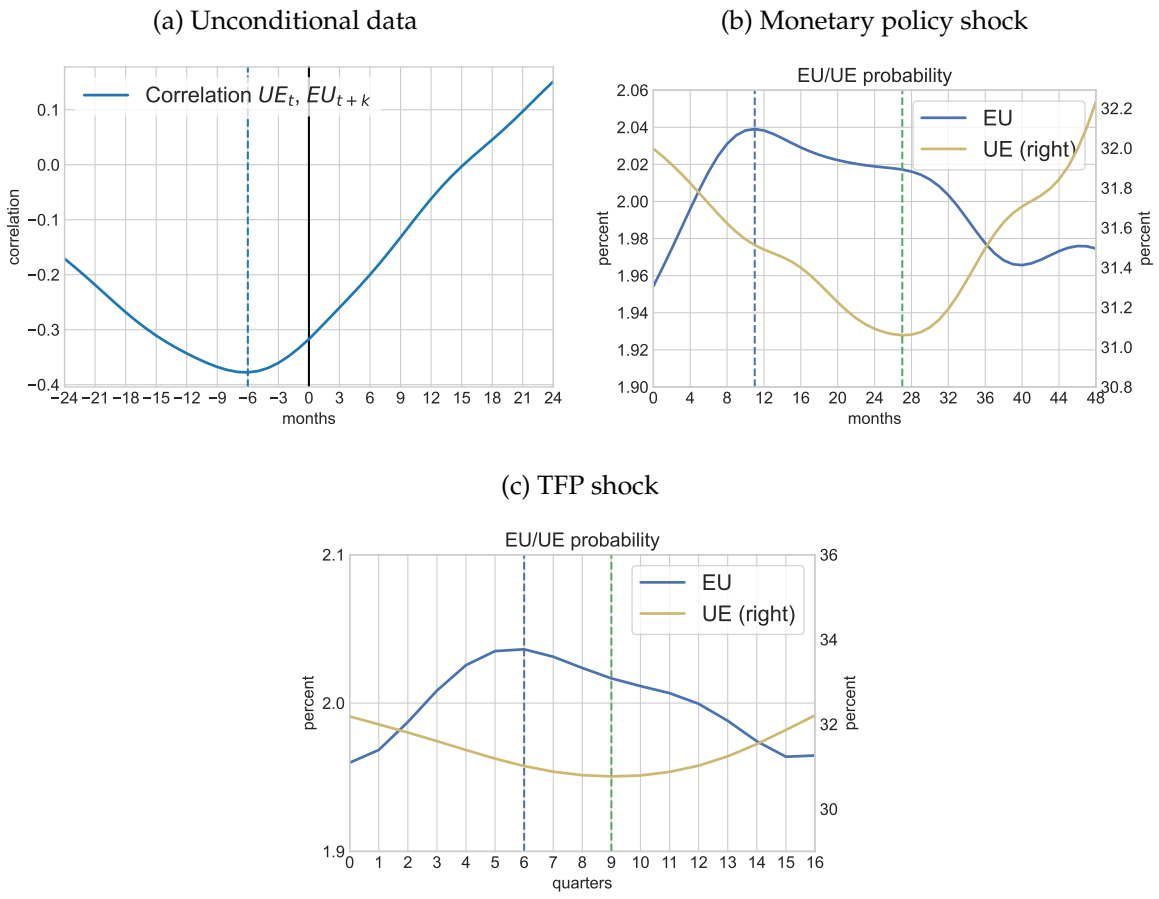 (a) Unconditional data
Correlation UE_t, EU_{t+k}
correlation
0.1
0.0
−0.1
−0.2
−0.3
−0.4
−24 −21 −18 −15 −12 −9 −6 −3 0 3 6 9 12 15 18 21 24
months
(b) Monetary policy shock
EU/UE probability
EU
UE (right)
percent
2.06
2.04
2.02
2.00
1.98
1.96
1.94
1.92
1.90
32.2
32.0
31.8
31.6
31.4
31.2
31.0
30.8
percent
0 4 8 12 16 20 24 28 32 36 40 44 48
months
(c) TFP shock
EU/UE probability
EU
UE (right)
percent
2.1
2.0
1.9
36
34
32
30
percent
0 1 2 3 4 5 6 7 8 9 10 11 12 13 14 15 16
quarters